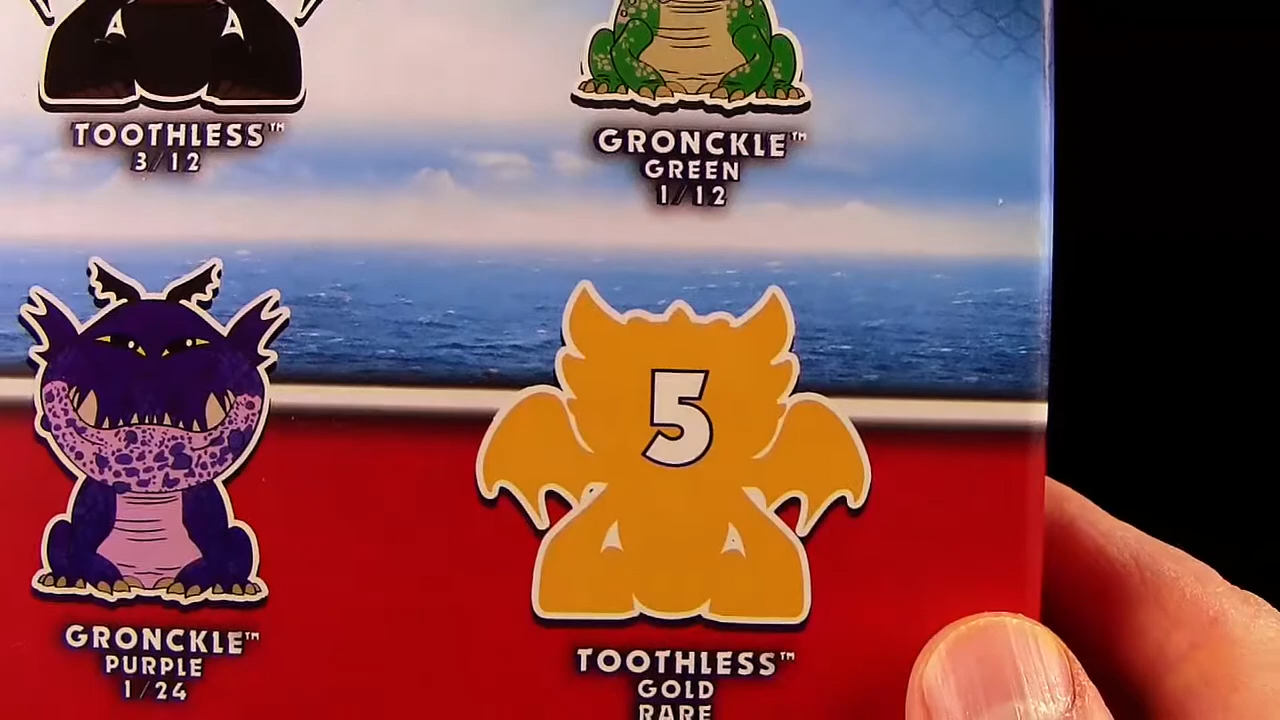 TOOTHLESS™
3/12
GRONCKLE™
GREEN
1/12
5
GRONCKLE™
PURPLE
1/24
TOOTHLESS™
GOLD
RARE